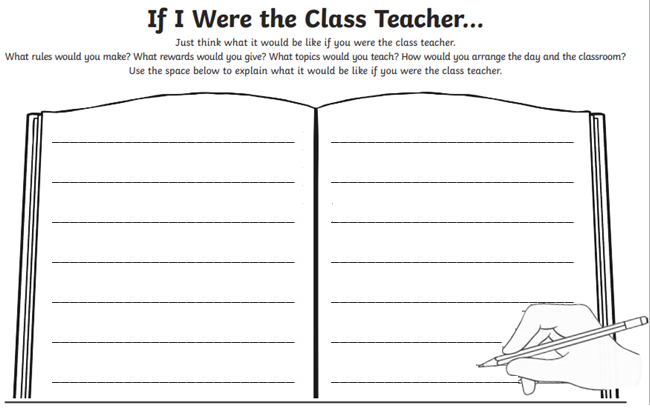 If I Were the Class Teacher...
Just think what it would be like if you were the class teacher.
What rules would you make? What rewards would you give? What topics would you teach? How would you arrange the day and the classroom?
Use the space below to explain what it would be like if you were the class teacher.